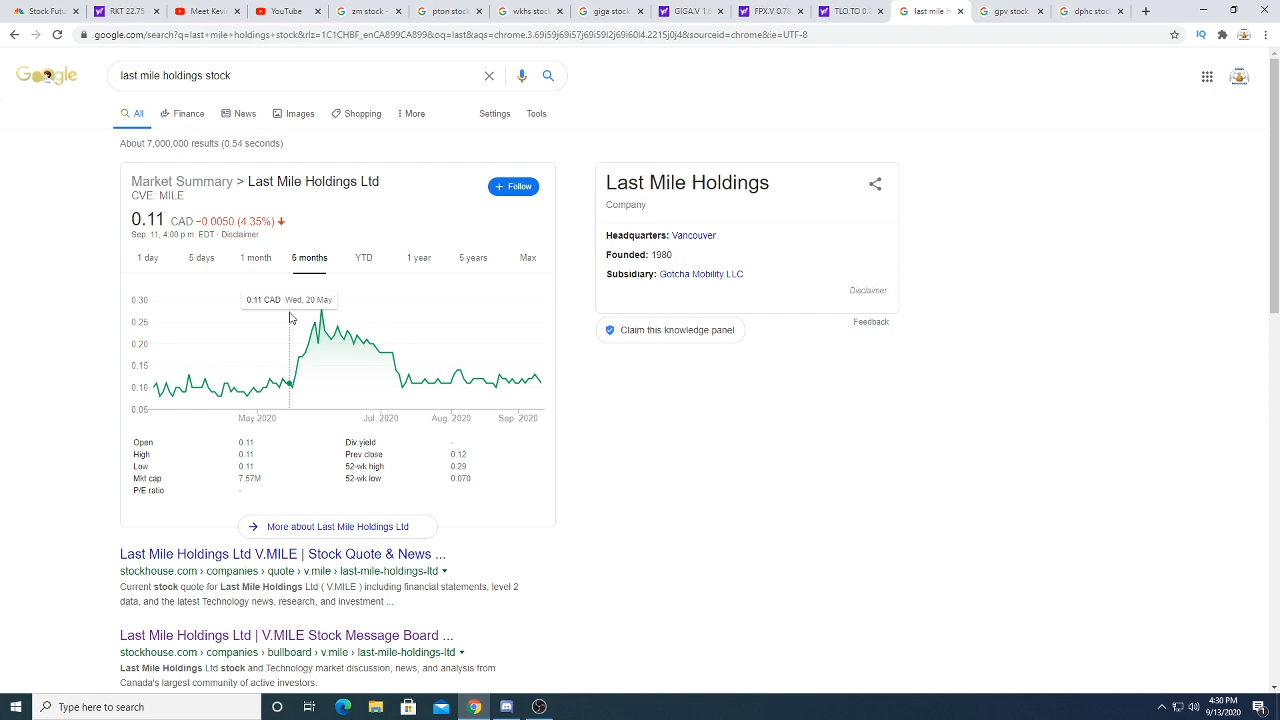 Stock Futu
RKT 22.75
Meet Kevi
YouTube
zm stock -
pton stock
wkhs stock
giga stock
GIGA.V 1.6
FPX.V 0.70
TLO.TO 0.
last mile h
gpv stock
dphc stock
google.com/search?q=last+mile+holdings+stock&rlz=1C1CHBF_enCA899CA899&oq=last&aqs=chrome.3.69i59j69i57j69i59l2j69i60l4.2215j0j4&sourceid=chrome&ie=UTF-8
last mile holdings stock
All Finance News Images Shopping More Settings Tools
About 7,000,000 results (0.54 seconds)
Market Summary > Last Mile Holdings Ltd
CVE: MILE
+ Follow
0.11 CAD −0.0050 (4.35%)
Sep. 11, 4:00 p.m. EDT · Disclaimer
1 day 5 days 1 month 6 months YTD 1 year 5 years Max
0.11 CAD Wed, 20 May
0.30
0.25
0.20
0.15
0.10
0.05
May 2020 Jul. 2020 Aug. 2020 Sep. 2020
Open 0.11 Div yield -
High 0.11 Prev close 0.12
Low 0.11 52-wk high 0.29
Mkt cap 7.57M 52-wk low 0.070
P/E ratio -
More about Last Mile Holdings Ltd
Last Mile Holdings
Company
Headquarters: Vancouver
Founded: 1980
Subsidiary: Gotcha Mobility LLC
Disclaimer
Feedback
Claim this knowledge panel
Last Mile Holdings Ltd V.MILE | Stock Quote & News ...
stockhouse.com › companies › quote › v.mile › last-mile-holdings-ltd
Current stock quote for Last Mile Holdings Ltd ( V.MILE ) including financial statements, level 2
data, and the latest Technology news, research, and investment ...
Last Mile Holdings Ltd | V.MILE Stock Message Board ...
stockhouse.com › companies › bullboard › v.mile › last-mile-holdings-ltd
Last Mile Holdings Ltd stock and Technology market discussion, news, and analysis from
Canada's largest community of active investors.
Type here to search
4:30 PM
9/13/2020